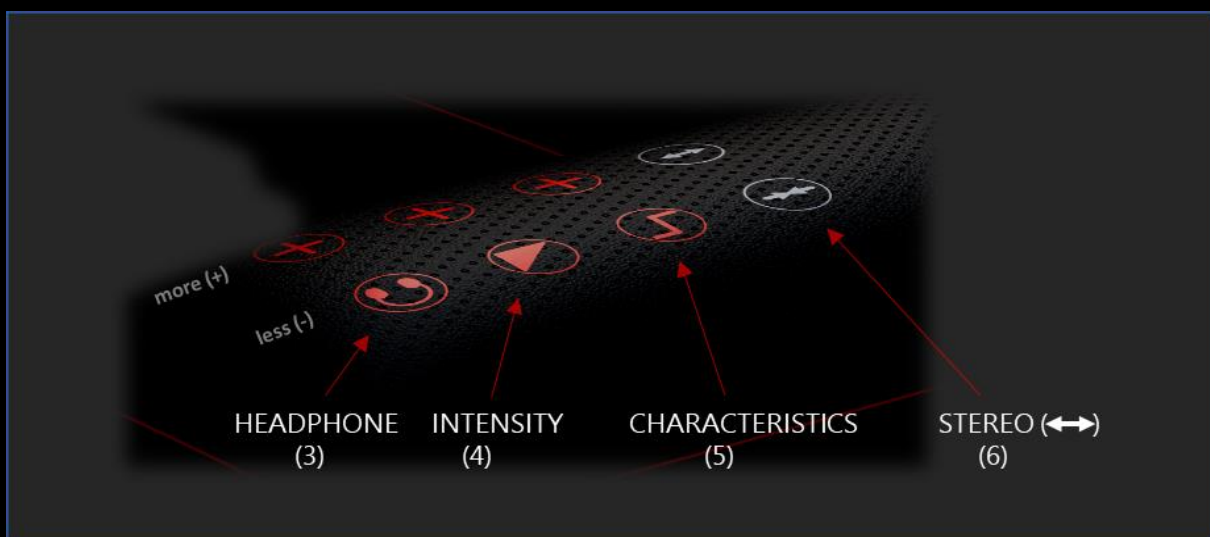 more (+)
less (-)
HEADPHONE INTENSITY CHARACTERISTICS STEREO (↔)
(3) (4) (5) (6)